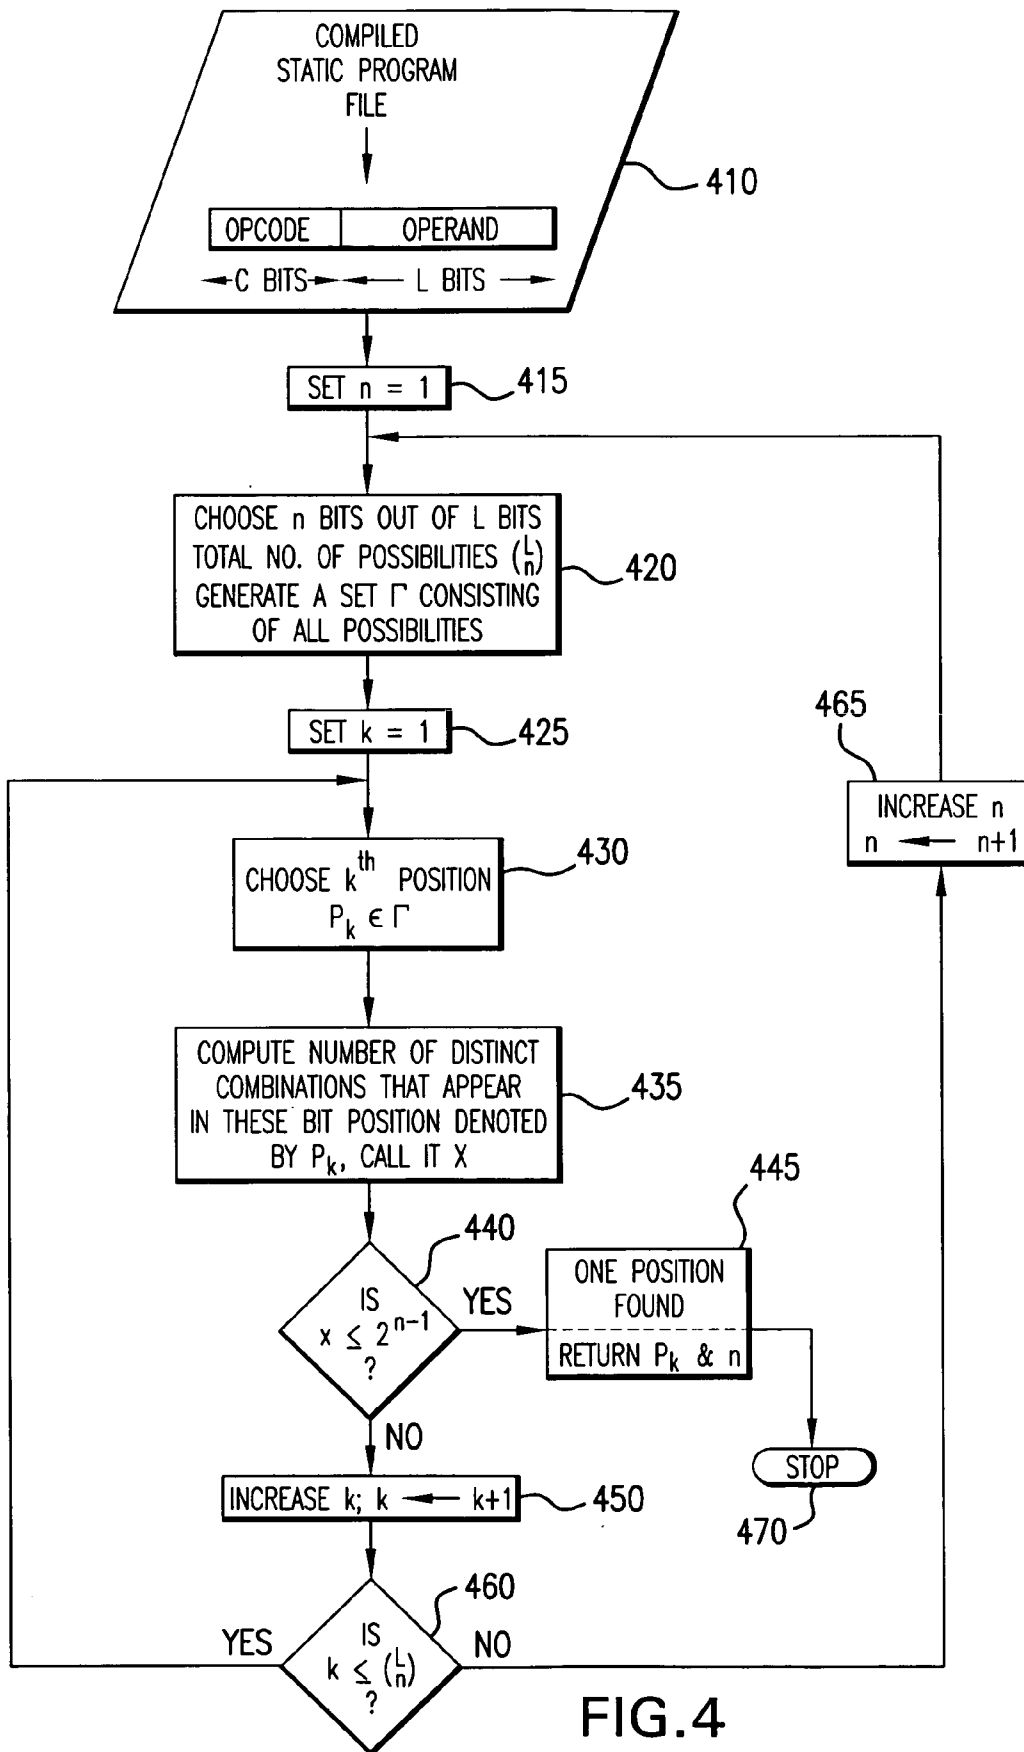 COMPILED
STATIC PROGRAM
FILE
410
OPCODE OPERAND
C BITS L BITS
SET n = 1
415
CHOOSE n BITS OUT OF L BITS
TOTAL NO. OF POSSIBILITIES (L n)
GENERATE A SET Γ CONSISTING
OF ALL POSSIBILITIES
420
SET k = 1
425
465
INCREASE n
n ← n+1
CHOOSE kth POSITION
Pk ϵ Γ
430
COMPUTE NUMBER OF DISTINCT
COMBINATIONS THAT APPEAR
IN THESE BIT POSITION DENOTED
BY Pk, CALL IT X
435
440
IS
x ≤ 2^n-1
?
YES
445
ONE POSITION
FOUND
RETURN Pk & n
NO
STOP
470
INCREASE k; k ← k+1
450
460
YES
IS
k ≤ (L n)
?
NO
FIG.4